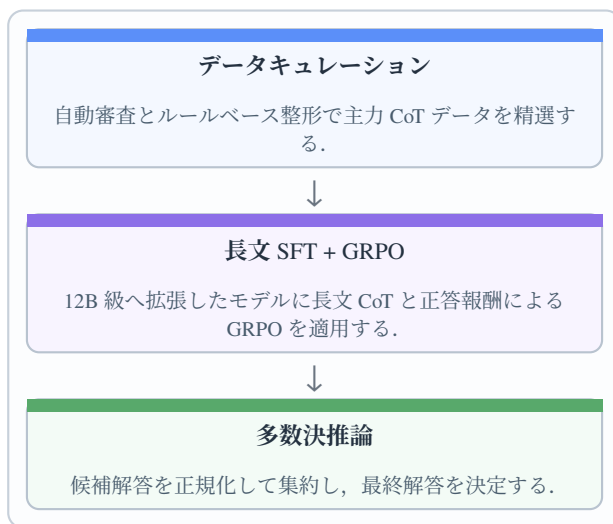 データキュレーション
自動審査とルールベース整形で主力 CoT データを精選す
る.
↓
長文 SFT + GRPO
12B 級へ拡張したモデルに長文 CoT と正答報酬による
GRPO を適用する.
↓
多数決推論
候補解答を正規化して集約し，最終解答を決定する.